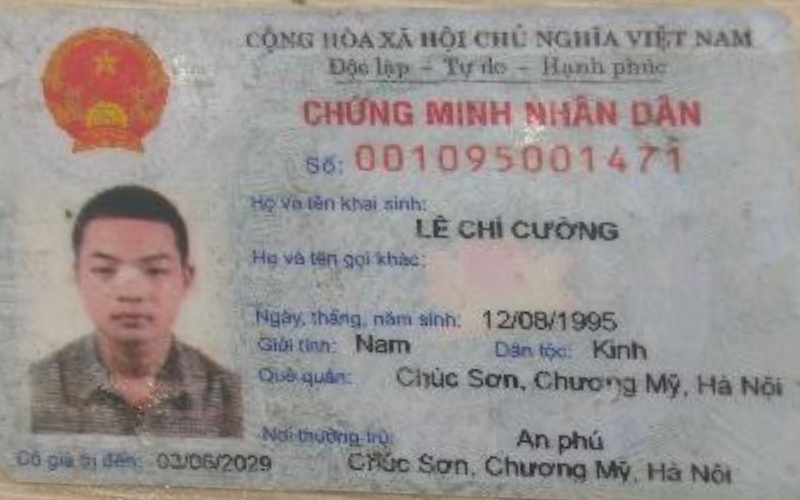 CỘNG HÒA XÃ HỘI CHỦ NGHĨA VIỆT NAM
Độc lập - Tự do - Hạnh phúc
CHỨNG MINH NHÂN DÂN
Số: 001095001471
Họ và tên khai sinh:
LÊ CHÍ CƯỜNG
Họ và tên gọi khác:
Ngày, tháng, năm sinh: 12/08/1995
Giới tính: Nam Dân tộc: Kinh
Quê quán: Chúc Sơn, Chương Mỹ, Hà Nội
Nơi thường trú: An phú
Có giá trị đến: 03/06/2029 Chúc Sơn, Chương Mỹ, Hà Nội